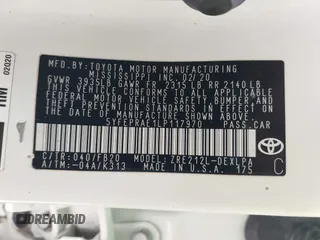 MFD. BY: TOYOTA MOTOR MANUFACTURING
MISSISSIPPI INC. 02/20
GVWR 3935LB GAWR FR 2315LB RR 2140LB
THIS VEHICLE CONFORMS TO ALL APPLICABLE
FEDERAL MOTOR VEHICLE SAFETY, BUMPER, AND
THEFT PREVENTION STANDARDS IN EFFECT ON
THE DATE OF MANUFACTURE SHOWN ABOVE.
5YFEPRAE1LP117970 PASS.CAR
C/TR: 040/FB20 MODEL: ZRE212L-DEXLPA
A/TM: -04A/K313 MADE IN U.S.A. 175
TOYOTA
C
02020
DREAMBID